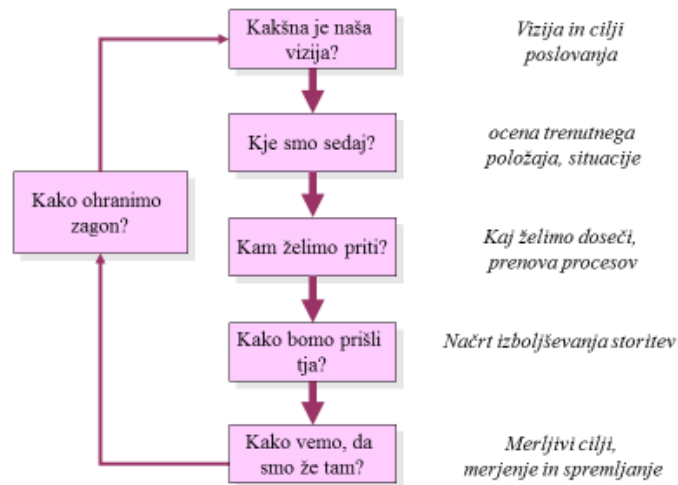 Kakšna je naša
vizija?
Vizija in cilji
poslovanja
Kje smo sedaj?
ocena trenutnega
položaja, situacije
Kako ohranimo
zagon?
Kam želimo priti?
Kaj želimo doseči,
prenova procesov
Kako bomo prišli
tja?
Načrt izboljševanja storitev
Kako vemo, da
smo že tam?
Merljivi cilji,
merjenje in spremljanje